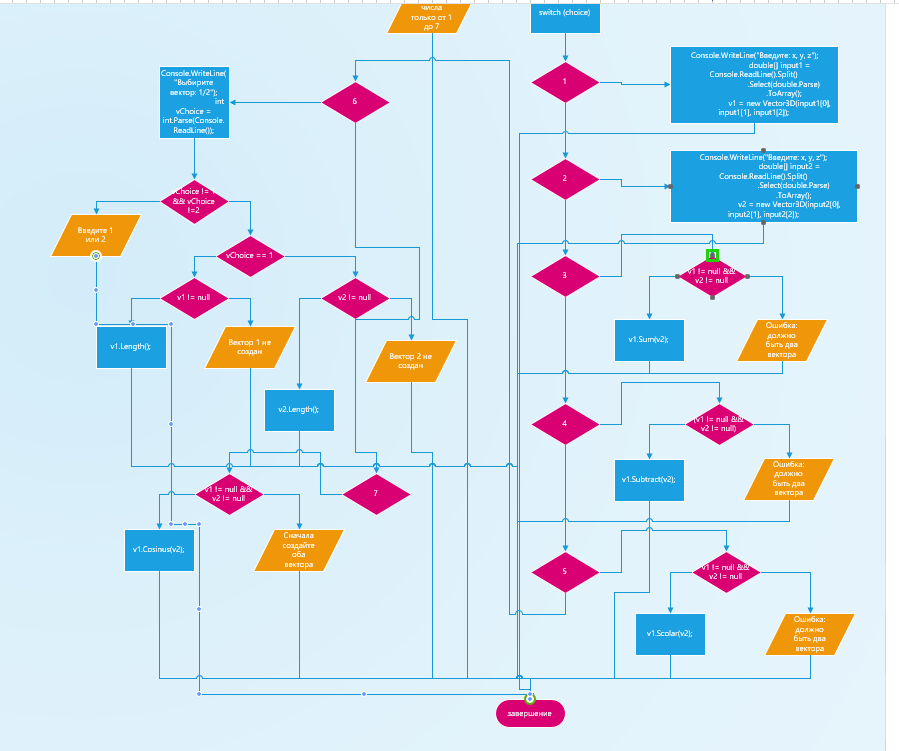 числа
только от 1
до 7
switch (choice)
1
Console.WriteLine("Введите: x, y, z");
double[] input1 =
Console.ReadLine().Split()
.Select(double.Parse)
.ToArray();
v1 = new Vector3D(input1[0],
input1[1], input1[2]);
Console.WriteLine(
"Выбирите
вектор: 1/2");
int
vChoice =
int.Parse(Console.
ReadLine());
6
2
Console.WriteLine("Введите: x, y, z");
double[] input2 =
Console.ReadLine().Split()
.Select(double.Parse)
.ToArray();
v2 = new Vector3D(input2[0],
input2[1], input2[2]);
Choice !=
&& vChoice
!=2
Введите 1
или 2
vChoice == 1
3
v1 != null &&
v2 != null
v1 != null
v2 != null
v1.Length();
Вектор 1 не
создан
Вектор 2 не
создан
v1.Sum(v2);
Ошибка:
должно
быть два
вектора
v2.Length();
4
(v1 != null &&
v2 != null)
v1 != null &&
v2 != null
7
v1.Subtract(v2);
Ошибка:
должно
быть два
вектора
v1.Cosinus(v2);
Сначала
создайте
оба
вектора
5
v1 != null &&
v2 != null
v1.Scolar(v2);
Ошибка:
должно
быть два
вектора
завершение